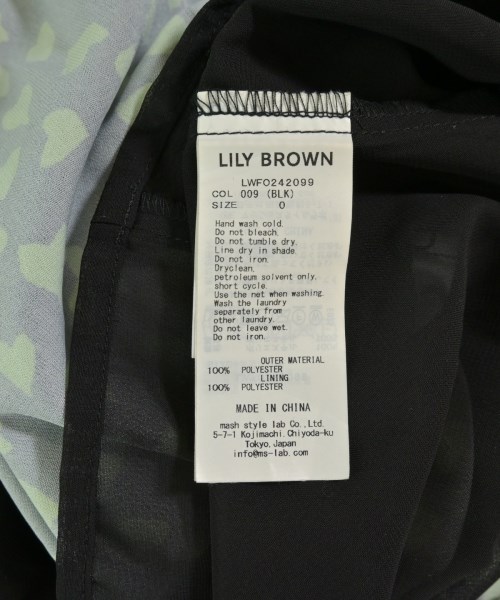 LILY BROWN
LWFO242099
COL 009 (BLK)
SIZE 0
Hand wash cold.
Do not bleach.
Do not tumble dry.
Line dry in shade.
Do not iron.
Dryclean,
petroleum solvent only,
short cycle.
Use the net when washing.
Wash the laundry
separately from
other laundry.
Do not leave wet.
Do not iron.
OUTER MATERIAL
100% POLYESTER
LINING
100% POLYESTER
MADE IN CHINA
mash style lab Co.,Ltd.
5-7-1 Kojimachi,Chiyoda-ku
Tokyo,Japan
info@ms-lab.com